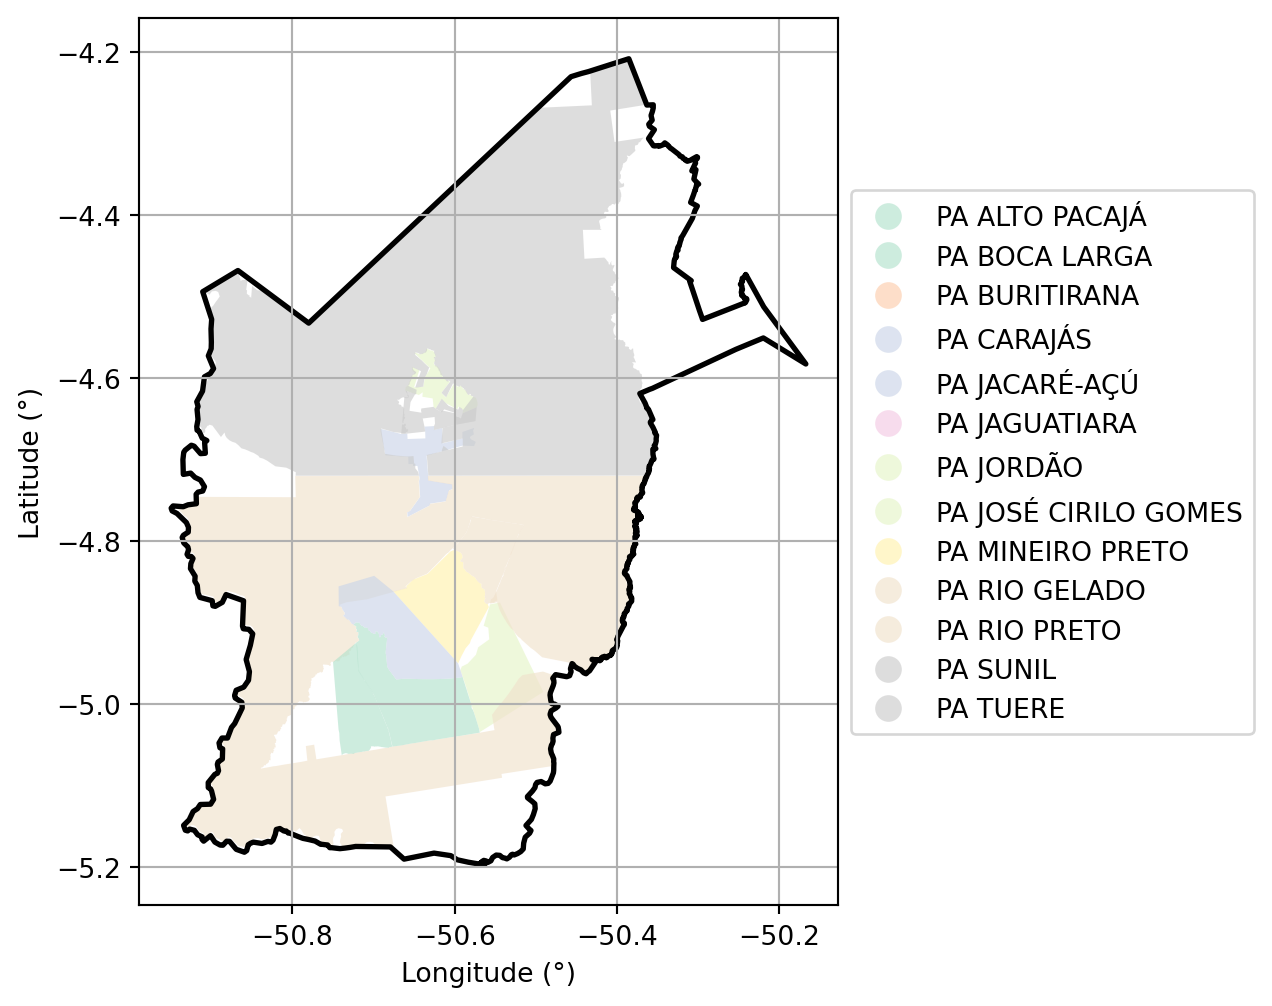 −4.2
−4.4
−4.6
−4.8
−5.0
−5.2
Latitude (°)
−50.8
−50.6
−50.4
−50.2
Longitude (°)
PA ALTO PACAJÁ
PA BOCA LARGA
PA BURITIRANA
PA CARAJÁS
PA JACARÉ-AÇÚ
PA JAGUATIARA
PA JORDÃO
PA JOSÉ CIRILO GOMES
PA MINEIRO PRETO
PA RIO GELADO
PA RIO PRETO
PA SUNIL
PA TUERE